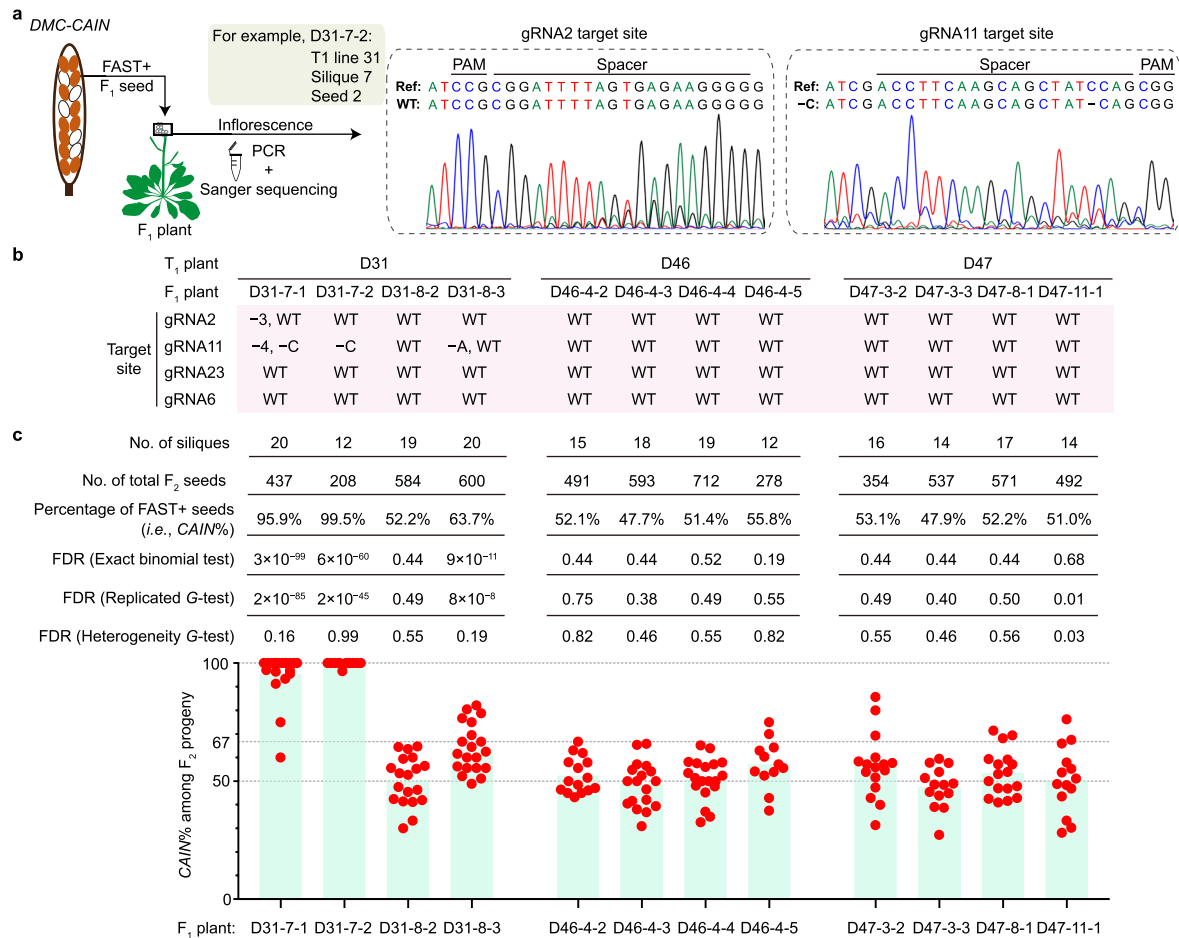 a
DMC-CAIN
FAST+
F1 seed
F1 plant
For example, D31-7-2:
T1 line 31
Silique 7
Seed 2
Inflorescence
PCR
+
Sanger sequencing
gRNA2 target site
PAM Spacer
Ref: ATCCGCGGATTTTAGTGAGAAGGGGG
WT: ATCCGCGGATTTTAGTGAGAAGGGGG
gRNA11 target site
Spacer PAM
Ref: ATCGACCTTCAAGCAGCTATCCAGCGG
−C: ATCGACCTTCAAGCAGCTAT−CAGCGG
b
T1 plant D31 D46 D47
F1 plant D31-7-1 D31-7-2 D31-8-2 D31-8-3 D46-4-2 D46-4-3 D46-4-4 D46-4-5 D47-3-2 D47-3-3 D47-8-1 D47-11-1
Target site
gRNA2 −3, WT WT WT WT WT WT WT WT WT WT WT WT
gRNA11 −4, −C −C WT −A, WT WT WT WT WT WT WT WT WT
gRNA23 WT WT WT WT WT WT WT WT WT WT WT WT
gRNA6 WT WT WT WT WT WT WT WT WT WT WT WT
c
No. of siliques 20 12 19 20 15 18 19 12 16 14 17 14
No. of total F2 seeds 437 208 584 600 491 593 712 278 354 537 571 492
Percentage of FAST+ seeds
(i.e., CAIN%) 95.9% 99.5% 52.2% 63.7% 52.1% 47.7% 51.4% 55.8% 53.1% 47.9% 52.2% 51.0%
FDR (Exact binomial test) 3×10⁻⁹⁹ 6×10⁻⁶⁰ 0.44 9×10⁻¹¹ 0.44 0.44 0.52 0.19 0.44 0.44 0.44 0.68
FDR (Replicated G-test) 2×10⁻⁸⁵ 2×10⁻⁴⁵ 0.49 8×10⁻⁸ 0.75 0.38 0.49 0.55 0.49 0.40 0.50 0.01
FDR (Heterogeneity G-test) 0.16 0.99 0.55 0.19 0.82 0.46 0.55 0.82 0.55 0.46 0.56 0.03
CAIN% among F2 progeny
100
67
50
0
F1 plant: D31-7-1 D31-7-2 D31-8-2 D31-8-3 D46-4-2 D46-4-3 D46-4-4 D46-4-5 D47-3-2 D47-3-3 D47-8-1 D47-11-1